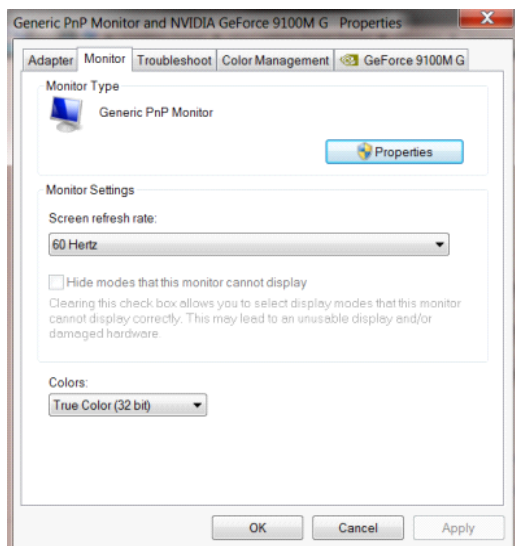 Generic PnP Monitor and NVIDIA GeForce 9100M G Properties
Adapter Monitor Troubleshoot Color Management GeForce 9100M G
Monitor Type
Generic PnP Monitor
Properties
Monitor Settings
Screen refresh rate:
60 Hertz
Hide modes that this monitor cannot display
Clearing this check box allows you to select display modes that this monitor
cannot display correctly. This may lead to an unusable display and/or
damaged hardware.
Colors:
True Color (32 bit)
OK Cancel Apply